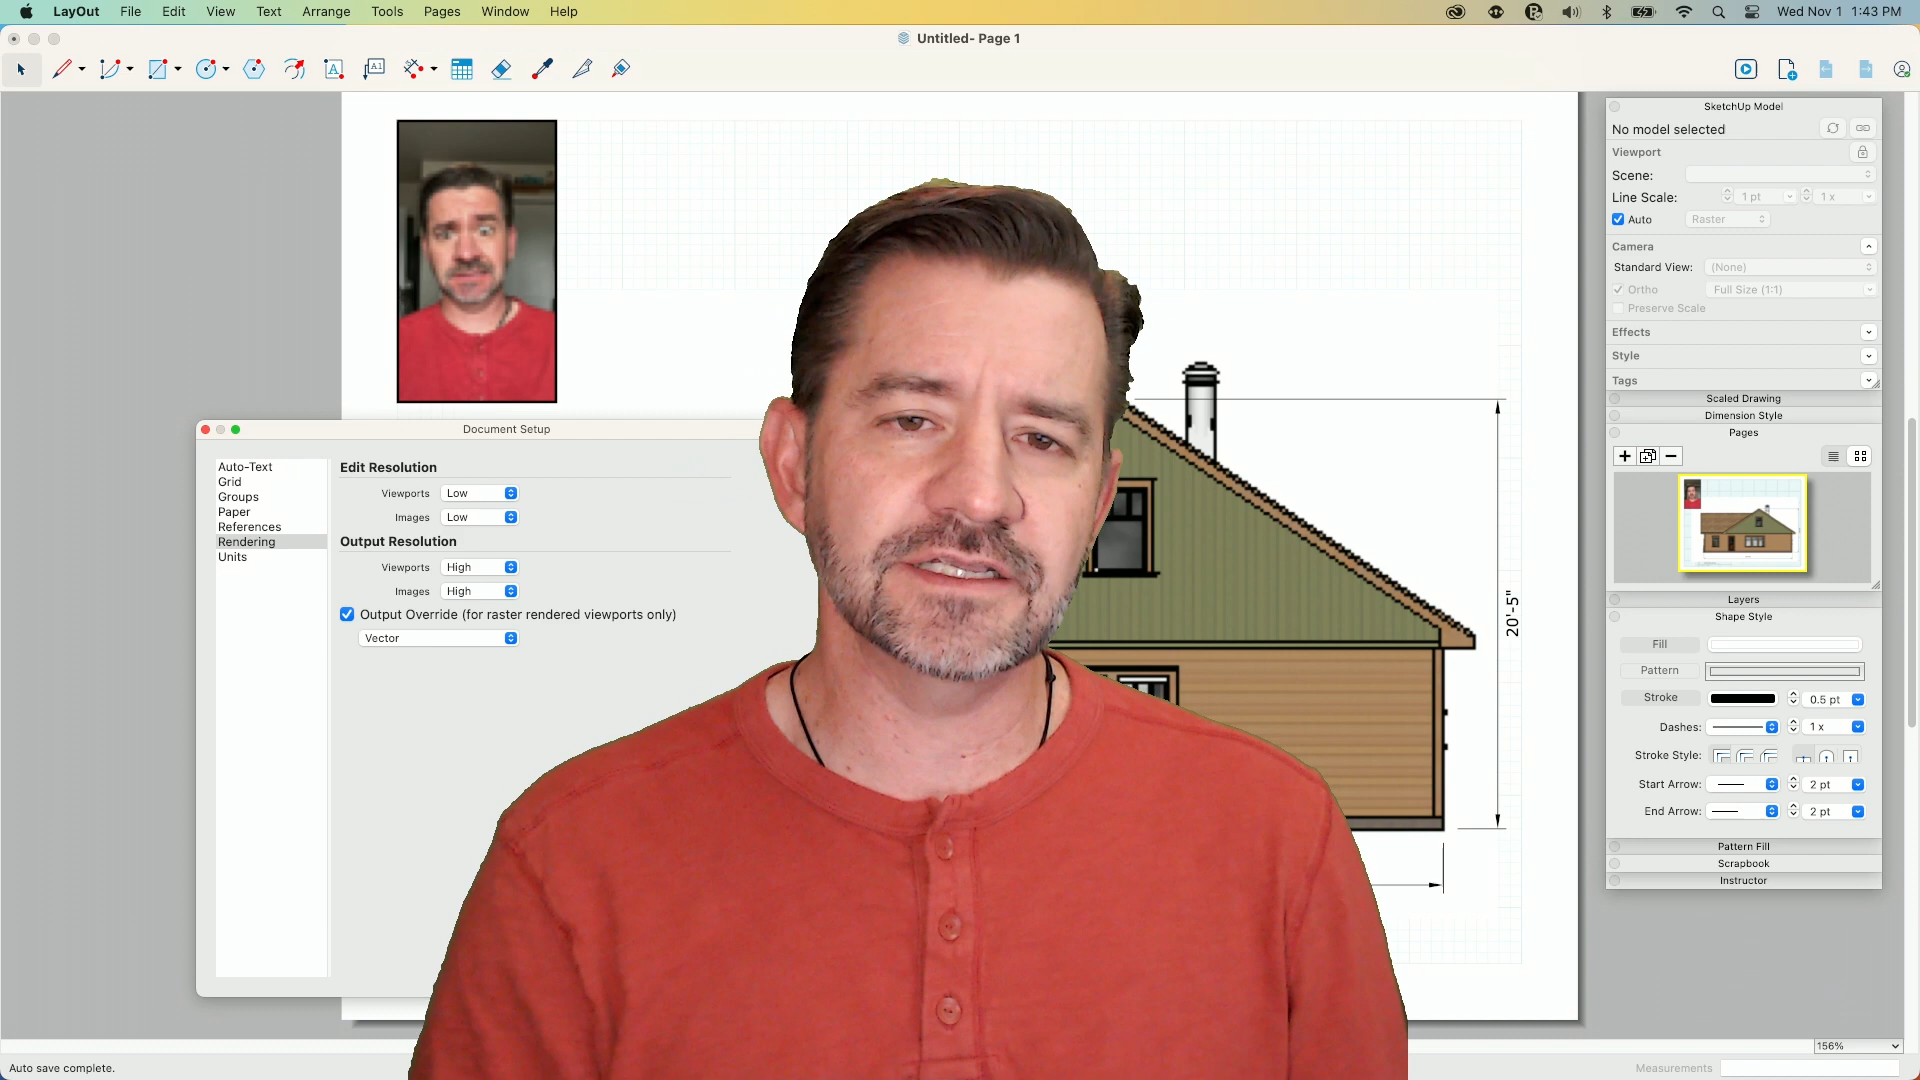 LayOut File Edit View Text Arrange Tools Pages Window Help Wed Nov 1 1:43 PM
Untitled- Page 1
A
A1
SketchUp Model
No model selected
Viewport
Scene:
Line Scale: 1 pt 1 x
Auto Raster
Camera
Standard View: (None)
Ortho Full Size (1:1)
Preserve Scale
Effects
Style
Tags
Scaled Drawing
Dimension Style
Pages
Layers
Shape Style
Fill
Pattern
Stroke 0.5 pt
Dashes: 1 x
Stroke Style:
Start Arrow: 2 pt
End Arrow: 2 pt
Pattern Fill
Scrapbook
Instructor
Document Setup
Auto-Text
Grid
Groups
Paper
References
Rendering
Units
Edit Resolution
Viewports Low
Images Low
Output Resolution
Viewports High
Images High
Output Override (for raster rendered viewports only)
Vector
20'-5"
156%
Auto save complete.
Measurements